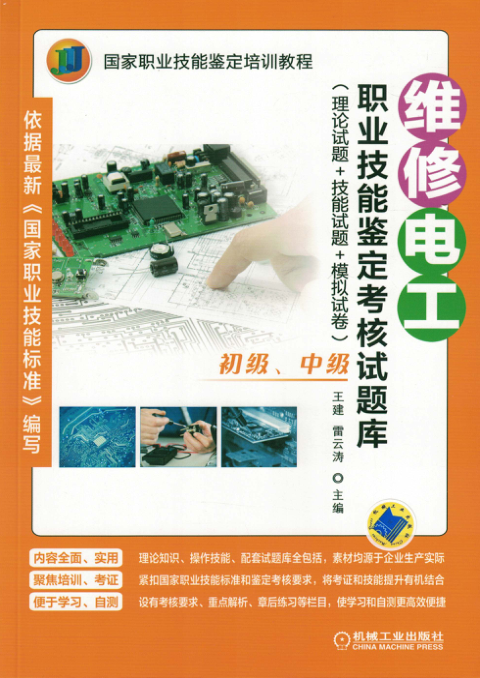 国家职业技能鉴定培训教程
维修电工
职业技能鉴定考核试题库
（理论试题+技能试题+模拟试卷）
初级、中级
王建 雷云涛 主编
依据最新《国家职业技能标准》编写
内容全面、实用
理论知识、操作技能、配套试题库全包括，素材均源于企业生产实际
聚焦培训、考证
紧扣国家职业技能标准和鉴定考核要求，将考证和技能提升有机结合
便于学习、自测
设有考核要求、重点解析、章后练习等栏目，使学习和自测更高效便捷
机械工业出版社
CHINA MACHINE PRESS